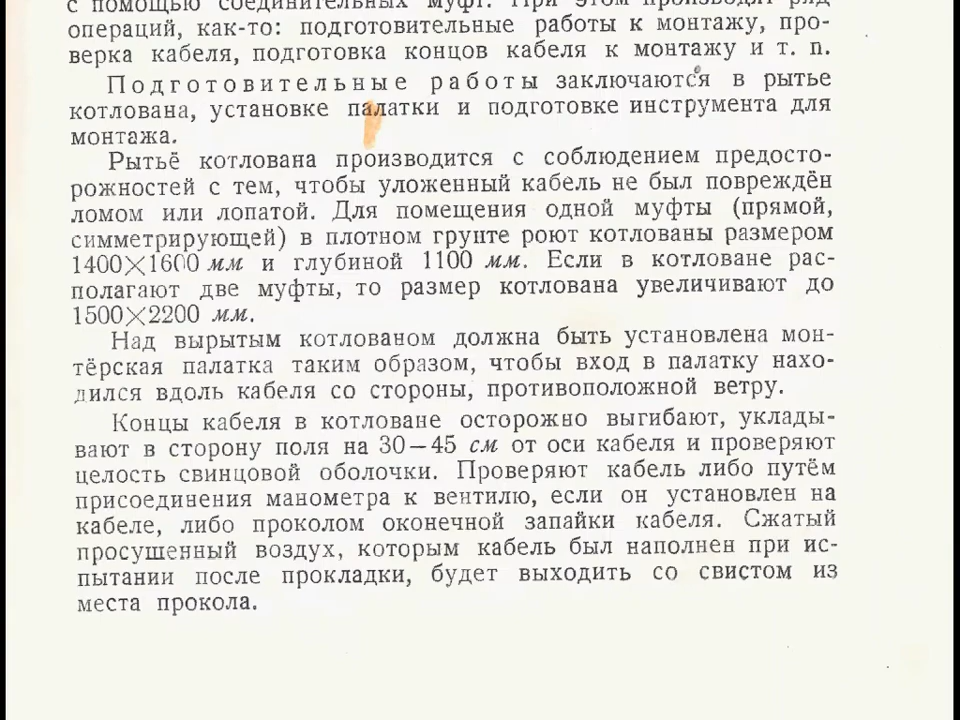 с помощью соединительных муфт. При этом производят ряд
операций, как-то: подготовительные работы к монтажу, про-
верка кабеля, подготовка концов кабеля к монтажу и т. п.
Подготовительные работы заключаются в рытье
котлована, установке палатки и подготовке инструмента для
монтажа.
Рытьё котлована производится с соблюдением предосто-
рожностей с тем, чтобы уложенный кабель не был повреждён
ломом или лопатой. Для помещения одной муфты (прямой,
симметрирующей) в плотном грунте роют котлованы размером
1400×1600 мм и глубиной 1100 мм. Если в котловане рас-
полагают две муфты, то размер котлована увеличивают до
1500×2200 мм.
Над вырытым котлованом должна быть установлена мон-
тёрская палатка таким образом, чтобы вход в палатку нахо-
дился вдоль кабеля со стороны, противоположной ветру.
Концы кабеля в котловане осторожно выгибают, уклады-
вают в сторону поля на 30—45 см от оси кабеля и проверяют
целость свинцовой оболочки. Проверяют кабель либо путём
присоединения манометра к вентилю, если он установлен на
кабеле, либо проколом оконечной запайки кабеля. Сжатый
просушенный воздух, которым кабель был наполнен при ис-
пытании после прокладки, будет выходить со свистом из
места прокола.